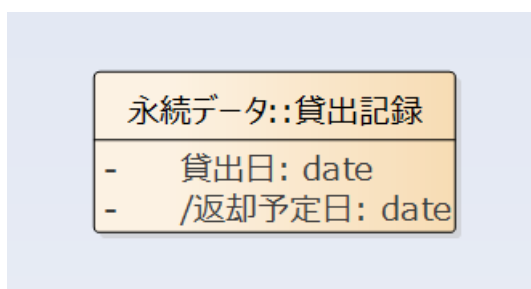 永続データ::貸出記録
- 貸出日: date
- /返却予定日: date